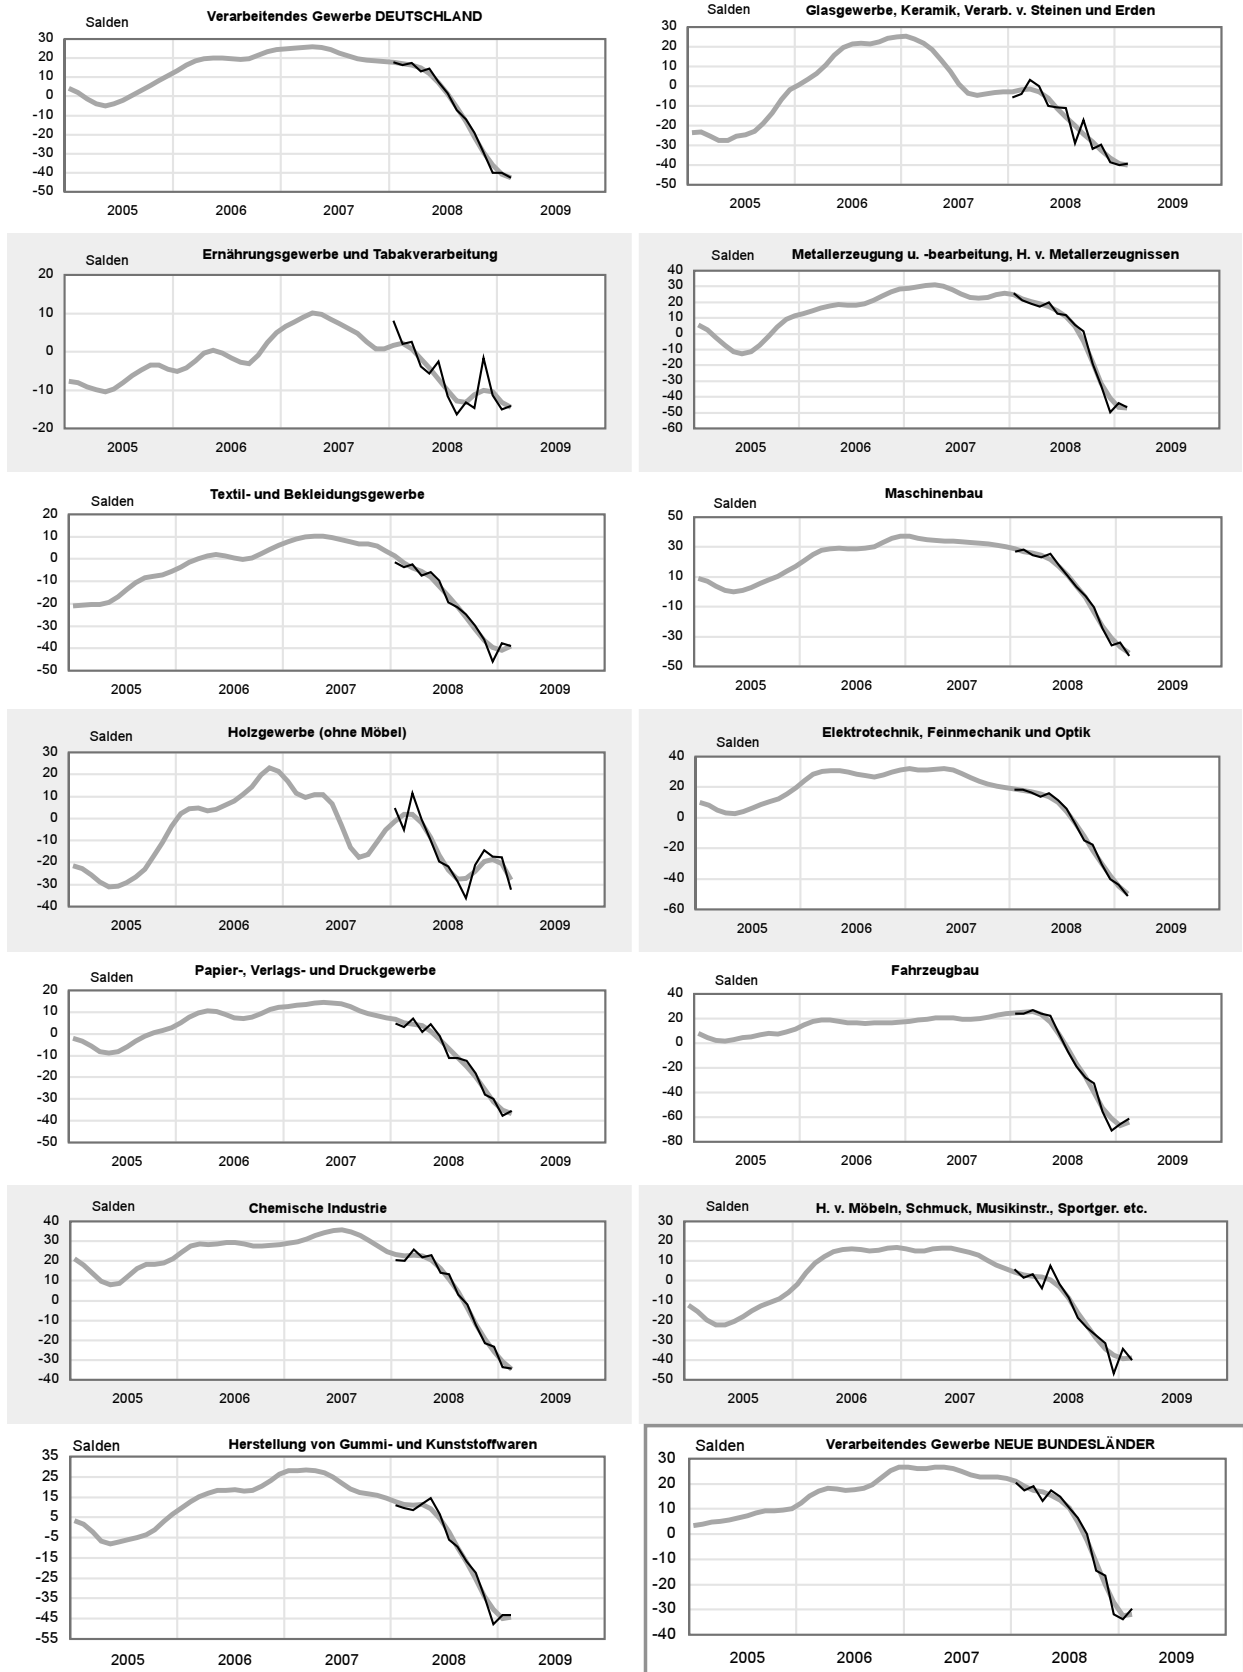 Verarbeitendes Gewerbe DEUTSCHLAND
Salden
30
20
10
0
-10
-20
-30
-40
-50
2005 2006 2007 2008 2009
Glasgewerbe, Keramik, Verarb. v. Steinen und Erden
Salden
30
20
10
0
-10
-20
-30
-40
-50
2005 2006 2007 2008 2009
Ernährungsgewerbe und Tabakverarbeitung
Salden
20
10
0
-10
-20
2005 2006 2007 2008 2009
Metallerzeugung u. -bearbeitung, H. v. Metallerzeugnissen
Salden
40
30
20
10
0
-10
-20
-30
-40
-50
-60
2005 2006 2007 2008 2009
Textil- und Bekleidungsgewerbe
Salden
20
10
0
-10
-20
-30
-40
-50
2005 2006 2007 2008 2009
Maschinenbau
Salden
50
30
10
-10
-30
-50
2005 2006 2007 2008 2009
Holzgewerbe (ohne Möbel)
Salden
30
20
10
0
-10
-20
-30
-40
2005 2006 2007 2008 2009
Elektrotechnik, Feinmechanik und Optik
Salden
40
20
0
-20
-40
-60
2005 2006 2007 2008 2009
Papier-, Verlags- und Druckgewerbe
Salden
20
10
0
-10
-20
-30
-40
-50
2005 2006 2007 2008 2009
Fahrzeugbau
Salden
40
20
0
-20
-40
-60
-80
2005 2006 2007 2008 2009
Chemische Industrie
Salden
40
30
20
10
0
-10
-20
-30
-40
2005 2006 2007 2008 2009
H. v. Möbeln, Schmuck, Musikinstr., Sportger. etc.
Salden
30
20
10
0
-10
-20
-30
-40
-50
2005 2006 2007 2008 2009
Herstellung von Gummi- und Kunststoffwaren
Salden
35
25
15
5
-5
-15
-25
-35
-45
-55
2005 2006 2007 2008 2009
Verarbeitendes Gewerbe NEUE BUNDESLÄNDER
Salden
30
20
10
0
-10
-20
-30
-40
2005 2006 2007 2008 2009